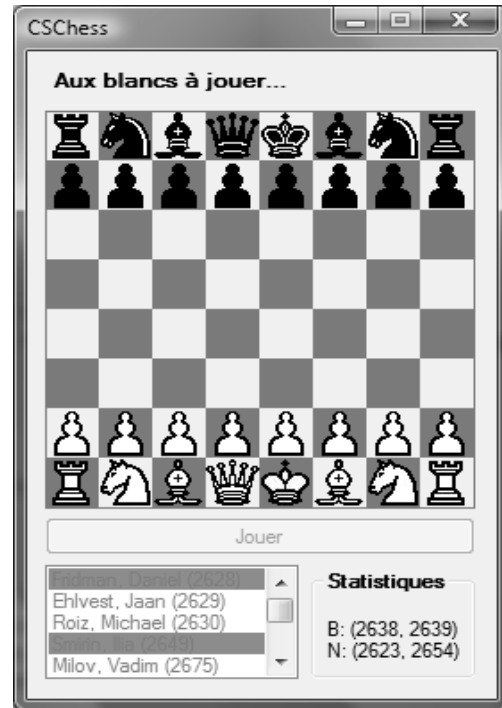 CSChess
Aux blancs à jouer...
Jouer
Fridman, Daniel (2628)
Ehlvest, Jaan (2629)
Roiz, Michael (2630)
Smirin, Ilia (2649)
Milov, Vadim (2675)
Statistiques
B: (2638, 2639)
N: (2623, 2654)